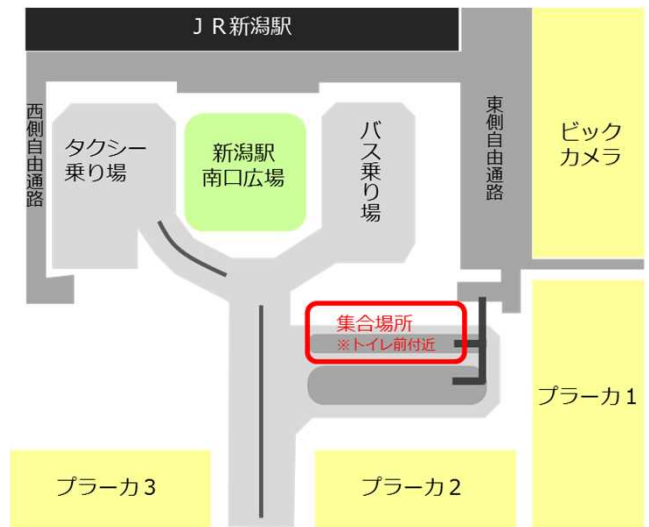 ＪＲ新潟駅
西側自由通路
タクシー
乗り場
新潟駅
南口広場
バス乗り場
東側自由通路
ビック
カメラ
集合場所
※トイレ前付近
プラーカ１
プラーカ３
プラーカ２